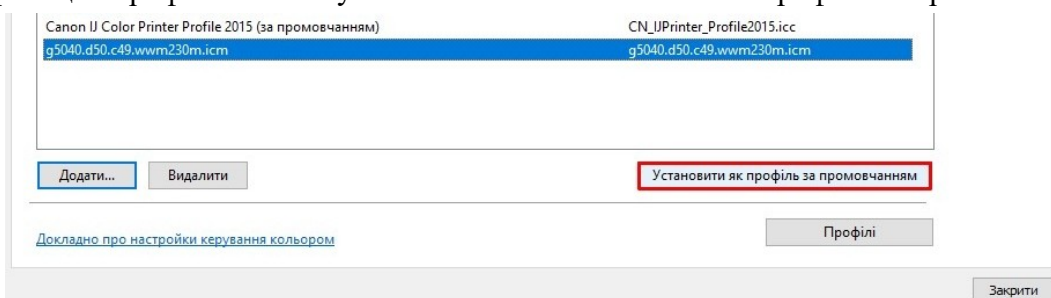 Canon IJ Color Printer Profile 2015 (за промовчанням) CN_IJPrinter_Profile2015.icc
g5040.d50.c49.wwm230m.icm g5040.d50.c49.wwm230m.icm
Додати... Видалити Установити як профіль за промовчанням
Докладно про настройки керування кольором Профілі
Закрити